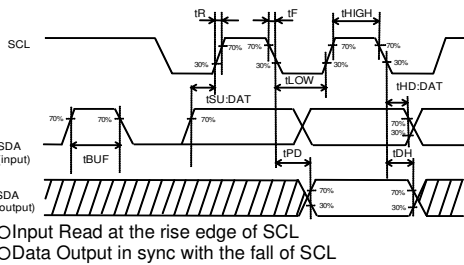 tR tF tHIGH
SCL 70% 70% 70% 70%
30% 30% 30% 30%
tLOW
tSU:DAT tHD:DAT
70% 70% 70% 70%
30%
SDA
(input)
tBUF tPD tDH
SDA
(output)
70% 70%
30% 30%
○Input Read at the rise edge of SCL
○Data Output in sync with the fall of SCL